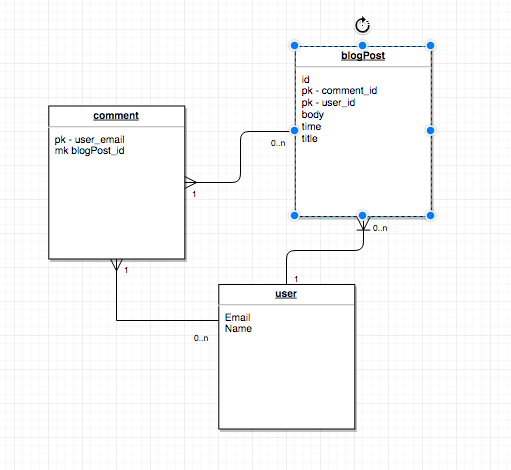 blogPost
id
pk - comment_id
pk - user_id
body
time
title
comment
pk - user_email
mk blogPost_id
0..n
1
0..n
1
1
user
Email
Name
0..n